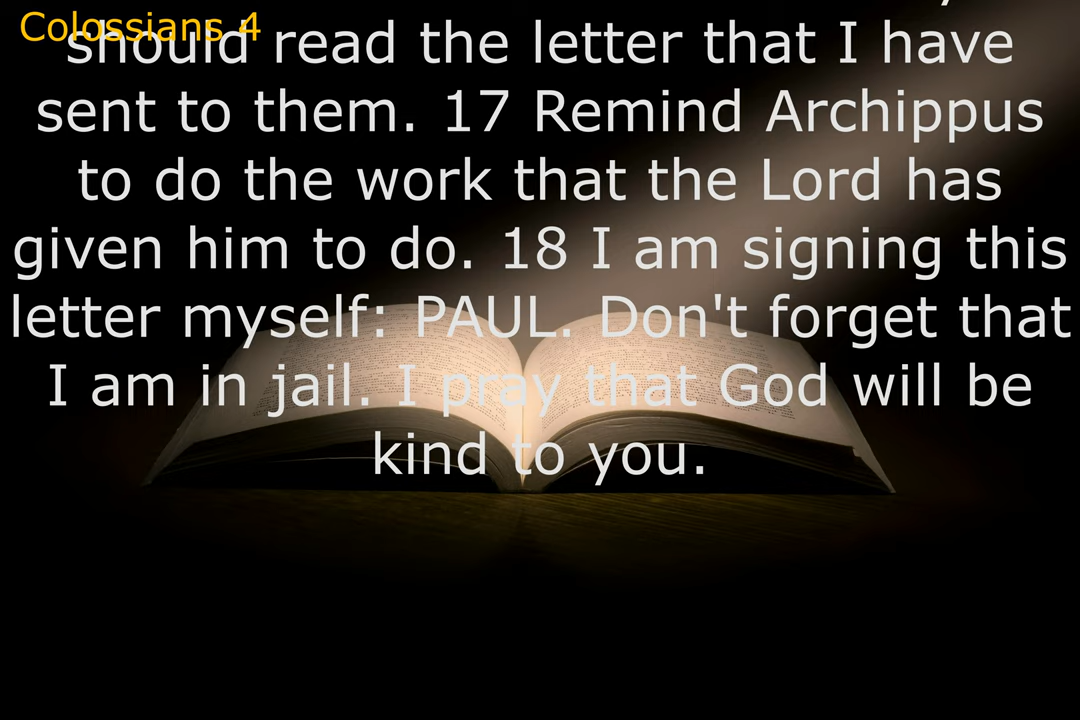 Colossians 4
should read the letter that I have
sent to them. 17 Remind Archippus
to do the work that the Lord has
given him to do. 18 I am signing this
letter myself: PAUL. Don't forget that
I am in jail. I pray that God will be
kind to you.